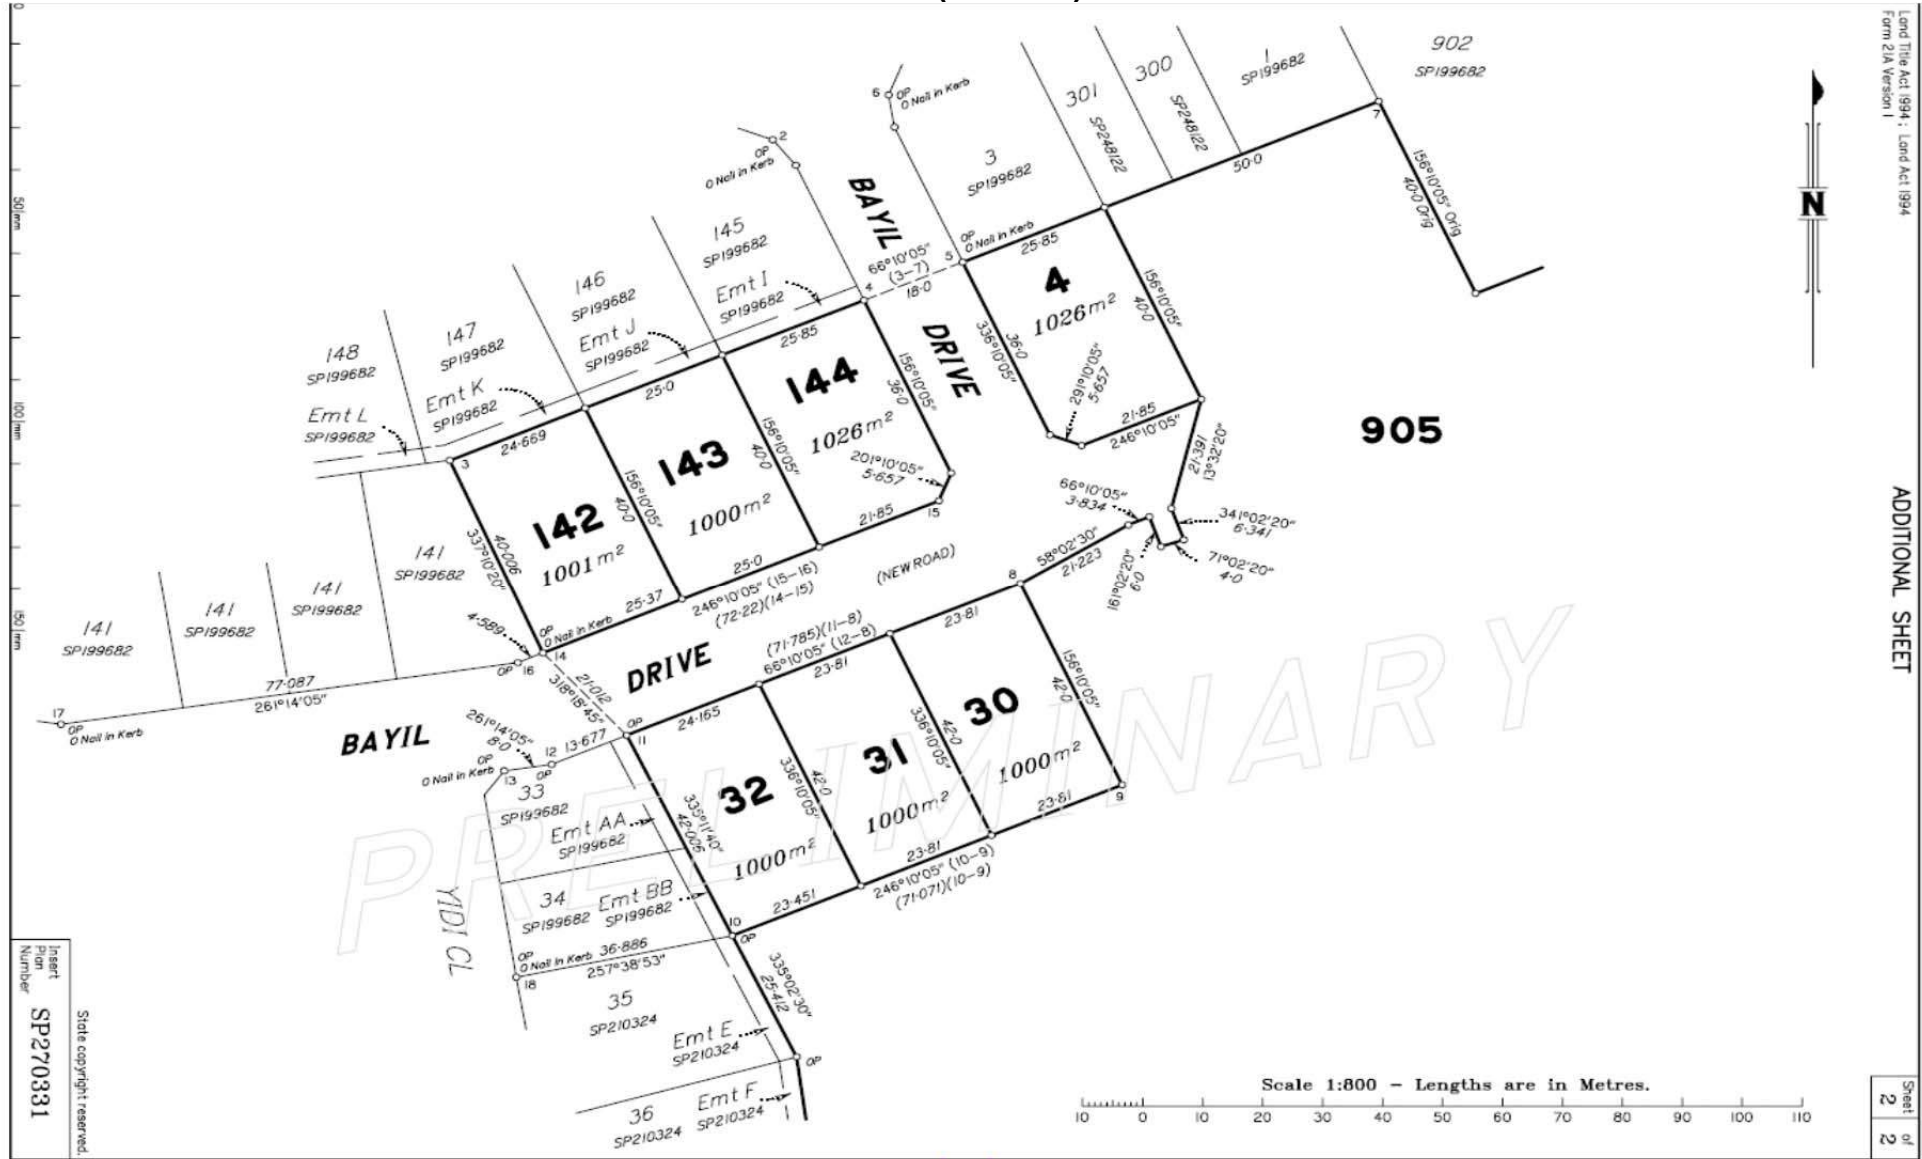 Land Title Act 1994 ; Land Act 1994
Form 21A Version 1
ADDITIONAL SHEET
N
0
50 mm
100 mm
150 mm
902
SP199682
1
SP199682
300
SP248122
301
SP248122
3
SP199682
6
OP
O Nail in Kerb
2
OP
O Nail in Kerb
7
50·0
156°10'05" Orig
40·0 Orig
BAYIL
DRIVE
66°10'05"
(3-7)
18·0
5
OP
O Nail in Kerb
25·85
4
1026 m²
156°10'05"
40·0
336°10'05"
36·0
291°10'05"
5·657
21·85
246°10'05"
905
21·391
13°32'20"
341°02'20"
6·341
71°02'20"
4·0
161°02'20"
6·0
66°10'05"
3·834
58°02'30"
21·223
145
SP199682
Emt I
SP199682
4
146
SP199682
Emt J
SP199682
147
SP199682
Emt K
SP199682
148
SP199682
Emt L
SP199682
25·85
144
1026 m²
156°10'05"
36·0
201°10'05"
5·657
15
21·85
25·0
143
1000 m²
156°10'05"
40·0
25·0
24·669
3
142
1001 m²
156°10'05"
40·0
40·006
337°10'20"
25·37
246°10'05" (15-16)
(72·22)(14-15)
(NEW ROAD)
141
SP199682
141
SP199682
141
SP199682
141
SP199682
4·589
OP
O Nail in Kerb
14
OP 16
77·087
261°14'05"
17
OP
O Nail in Kerb
21·012
318°18'45"
DRIVE
BAYIL
(71·785)(11-8)
66°10'05" (12-8)
23·81
23·81
8
24·165
OP
11
261°14'05"
8·0
12
13·677
OP
OP
O Nail in Kerb
13
33
SP199682
Emt AA
SP199682
34
SP199682
Emt BB
SP199682
YIDI CL
32
1000 m²
335°11'40"
42·006
336°10'05"
42·0
31
1000 m²
336°10'05"
42·0
30
1000 m²
156°10'05"
42·0
9
23·81
23·81
23·451
246°10'05" (10-9)
(71·071)(10-9)
10
OP
OP
O Nail in Kerb
36·886
257°38'53"
18
35
SP210324
335°02'30"
25·412
Emt E
SP210324
OP
36
SP210324
Emt F
SP210324
PRELIMINARY
Scale 1:800 - Lengths are in Metres.
10 0 10 20 30 40 50 60 70 80 90 100 110
State copyright reserved.
Insert
Plan
Number
SP270331
Sheet
2
of
2